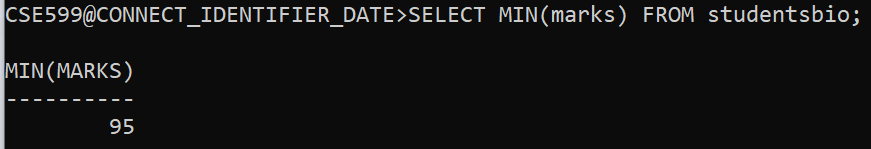 CSE599@CONNECT_IDENTIFIER_DATE>SELECT MIN(marks) FROM studentsbio;
MIN(MARKS)
----------
95